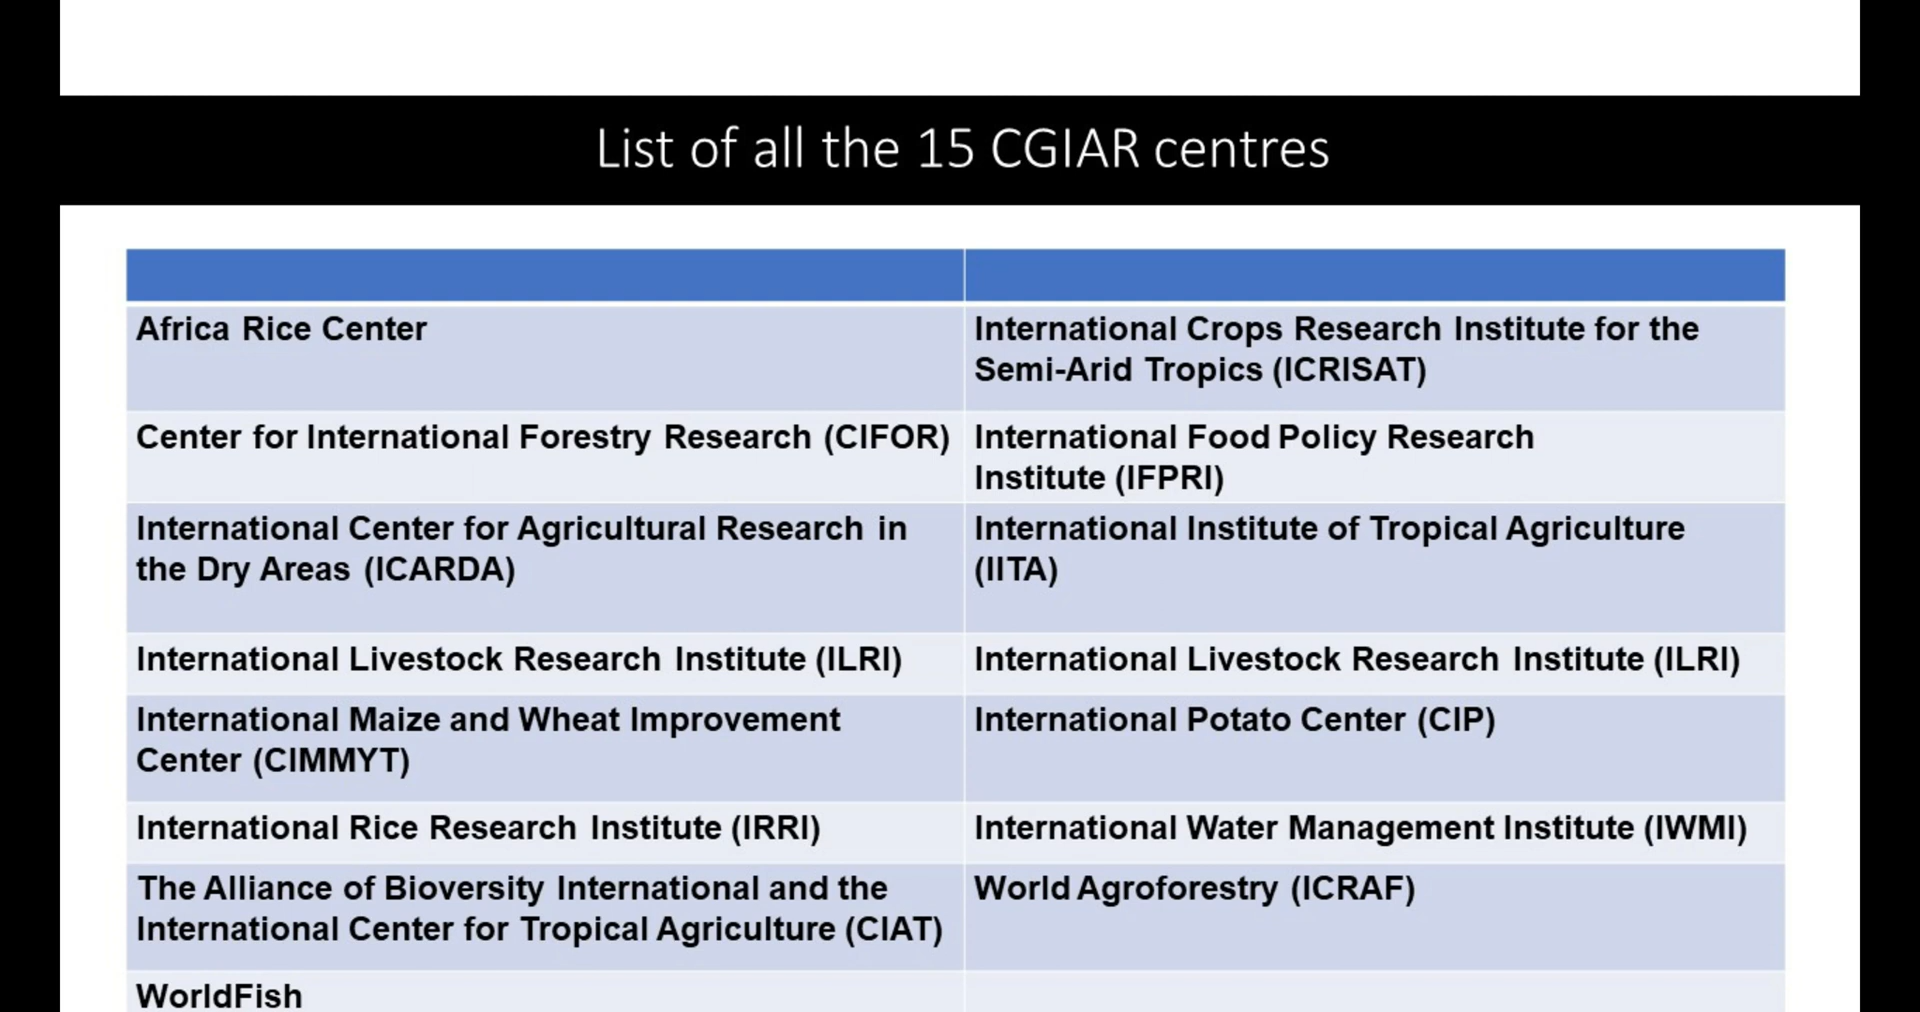 List of all the 15 CGIAR centres
Africa Rice Center
International Crops Research Institute for the
Semi-Arid Tropics (ICRISAT)
Center for International Forestry Research (CIFOR)
International Food Policy Research
Institute (IFPRI)
International Center for Agricultural Research in
the Dry Areas (ICARDA)
International Institute of Tropical Agriculture
(IITA)
International Livestock Research Institute (ILRI)
International Livestock Research Institute (ILRI)
International Maize and Wheat Improvement
Center (CIMMYT)
International Potato Center (CIP)
International Rice Research Institute (IRRI)
International Water Management Institute (IWMI)
The Alliance of Bioversity International and the
International Center for Tropical Agriculture (CIAT)
World Agroforestry (ICRAF)
WorldFish